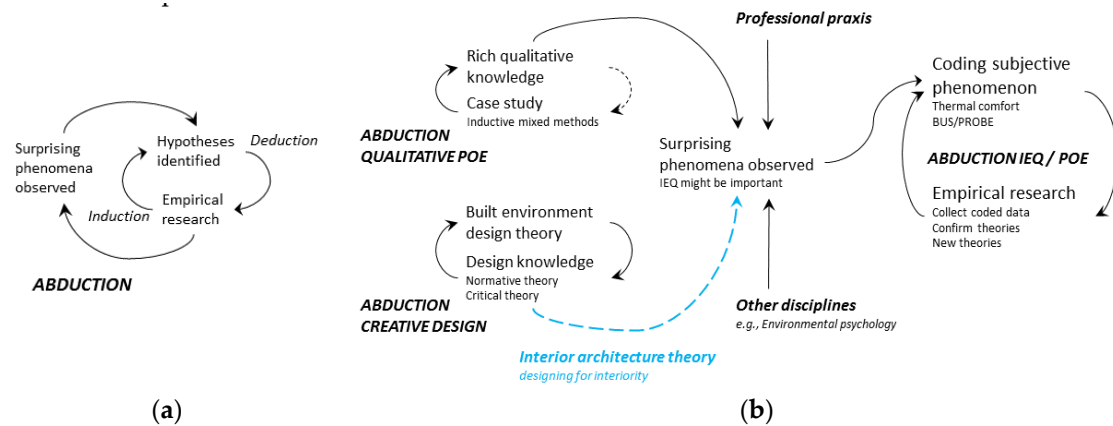 Surprising
phenomena
observed
Hypotheses
identified
Deduction
Induction
Empirical
research
ABDUCTION
(a)
Rich qualitative
knowledge
Case study
Inductive mixed methods
ABDUCTION
QUALITATIVE POE
Built environment
design theory
Design knowledge
Normative theory
Critical theory
ABDUCTION
CREATIVE DESIGN
Interior architecture theory
designing for interiority
Professional praxis
Surprising
phenomena observed
IEQ might be important
Other disciplines
e.g., Environmental psychology
Coding subjective
phenomenon
Thermal comfort
BUS/PROBE
ABDUCTION IEQ / POE
Empirical research
Collect coded data
Confirm theories
New theories
(b)